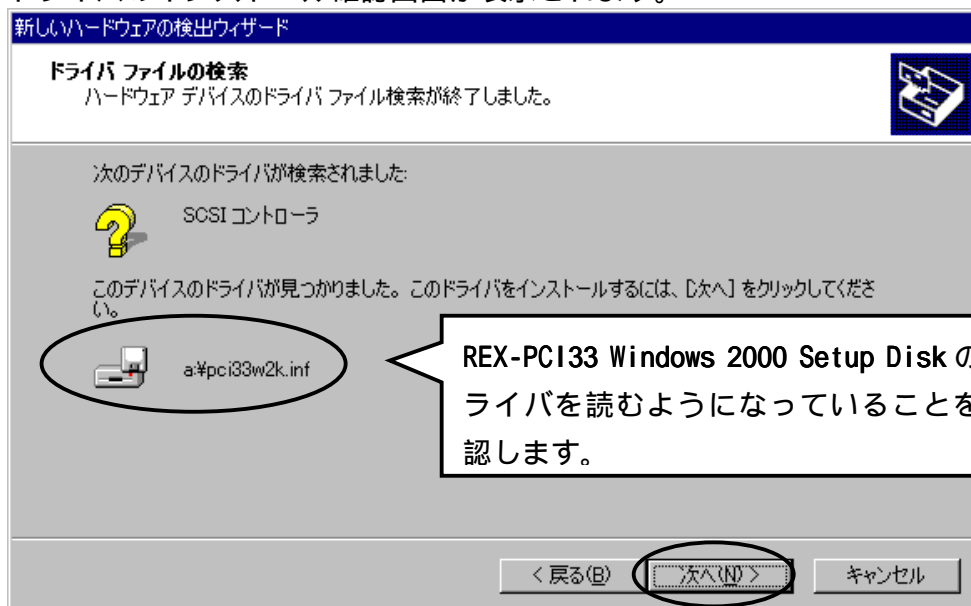 新しいハードウェアの検出ウィザード
ドライバ ファイルの検索
ハードウェア デバイスのドライバ ファイル検索が終了しました。
次のデバイスのドライバが検索されました:
SCSI コントローラ
このデバイスのドライバが見つかりました。このドライバをインストールするには、[次へ] をクリックしてくださ
い。
a:¥pci33w2k.inf
REX-PCI33 Windows 2000 Setup Disk の
ライバを読むようになっていることを
認します。
< 戻る(B)
次へ(N) >
キャンセル